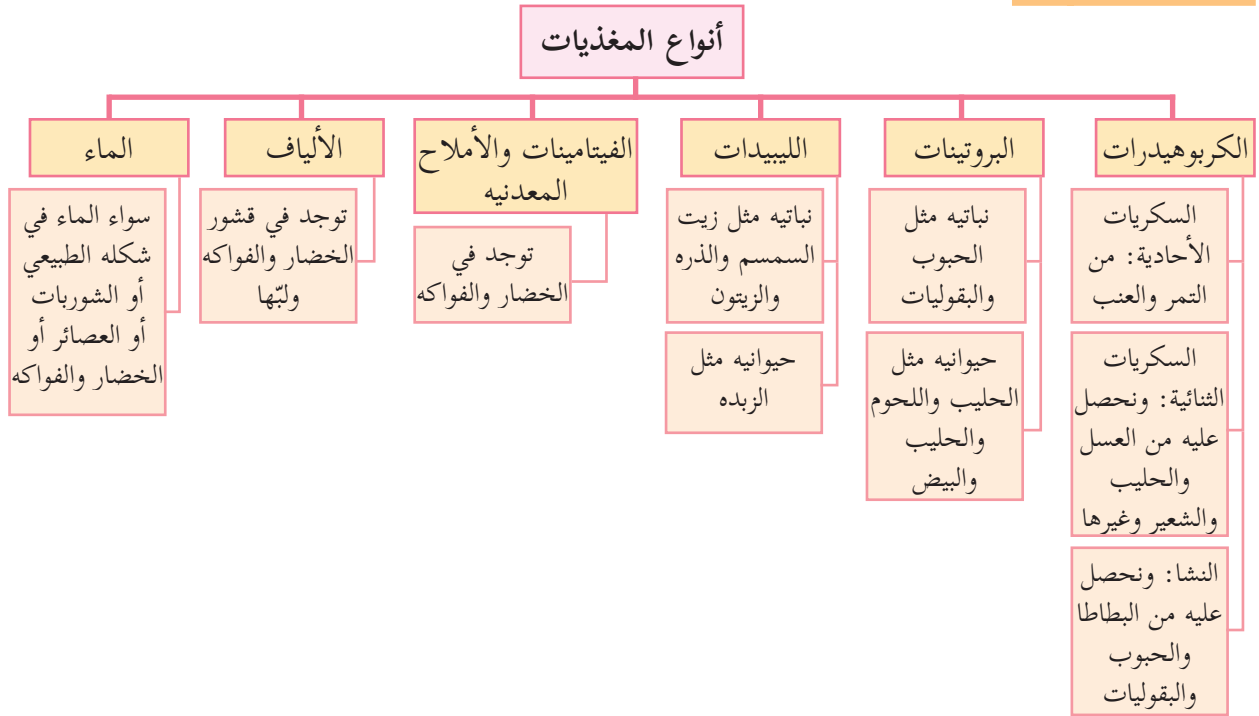 أنواع المغذيات
الكربوهيدرات
السكريات
الأحادية: من
التمر والعنب
السكريات
الثنائية: ونحصل
عليه من العسل
والحليب
والشعير وغيرها
النشا: ونحصل
عليه من البطاطا
والحبوب
والبقوليات
البروتينات
نباتيه مثل
الحبوب
والبقوليات
حيوانيه مثل
الحليب واللحوم
والحليب
والبيض
الليبيدات
نباتيه مثل زيت
السمسم والذره
والزيتون
حيوانيه مثل
الزبده
الفيتامينات والأملاح
المعدنيه
توجد في
الخضار والفواكه
الألياف
توجد في قشور
الخضار والفواكه
ولبّها
الماء
سواء الماء في
شكله الطبيعي
أو الشوربات
أو العصائر أو
الخضار والفواكه